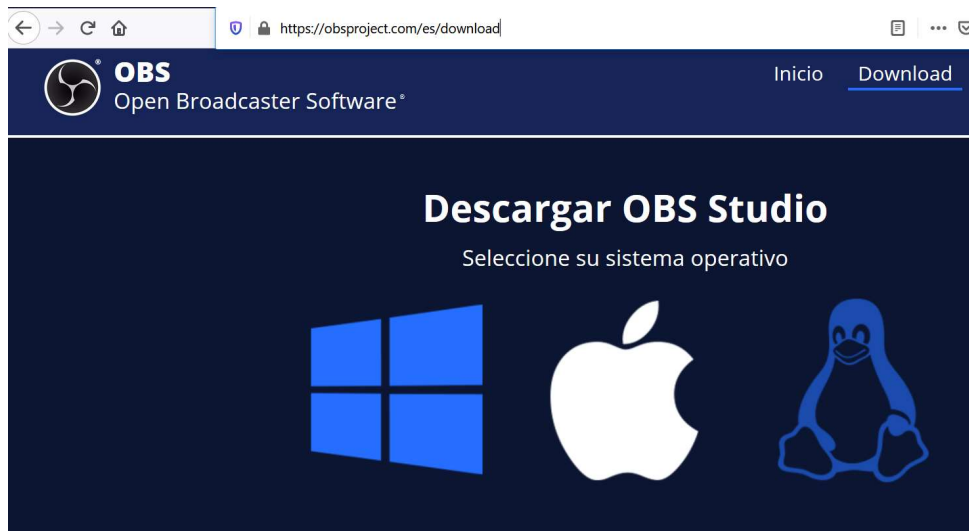 https://obsproject.com/es/download
OBS
Open Broadcaster Software®
Inicio Download
Descargar OBS Studio
Seleccione su sistema operativo